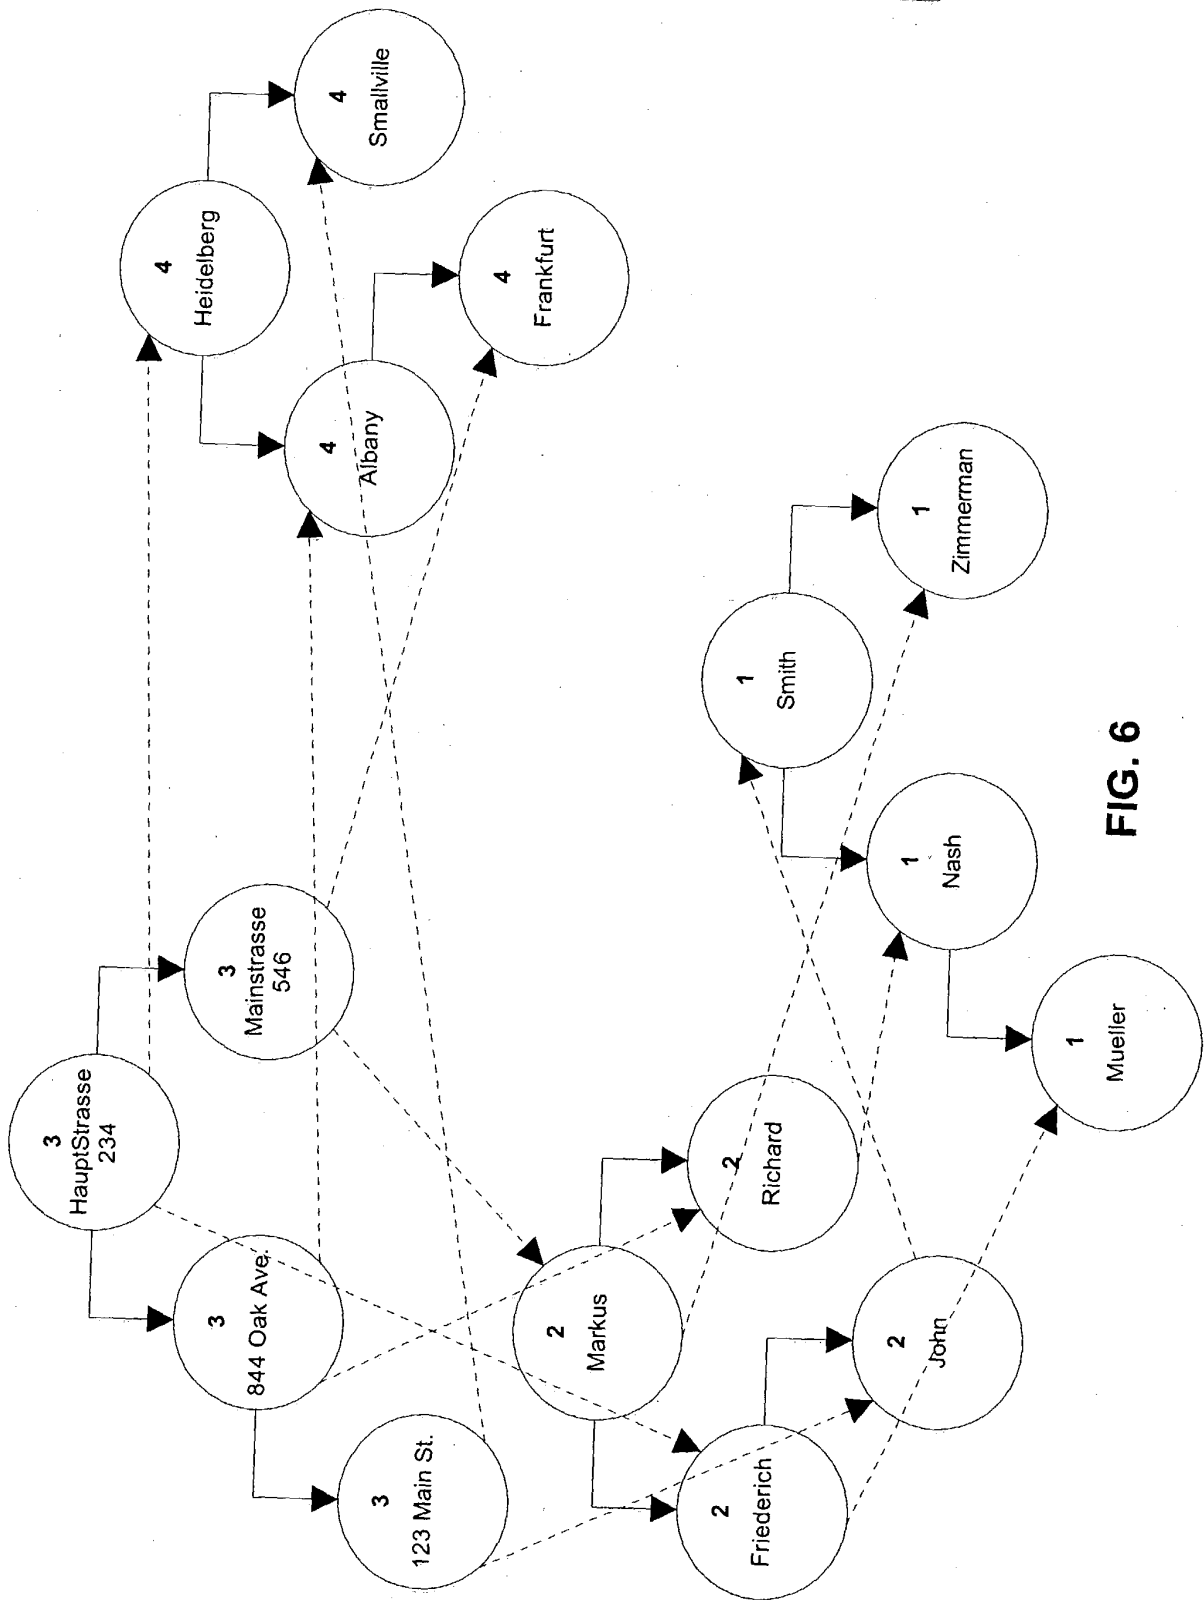 3
HauptStrasse
234
3
844 Oak Ave.
3
Mainstrasse
546
3
123 Main St.
4
Heidelberg
4
Smallville
4
Albany
4
Frankfurt
2
Markus
2
Richard
2
Friederich
2
John
1
Smith
1
Zimmerman
1
Nash
1
Mueller
FIG. 6